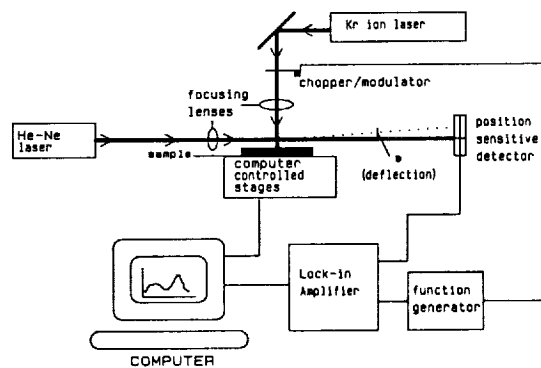 Kr ion laser
chopper/modulator
focusing
lenses
He-Ne
laser
sample
computer
controlled
stages
(deflection)
position
sensitive
detector
Lock-in
Amplifier
function
generator
COMPUTER